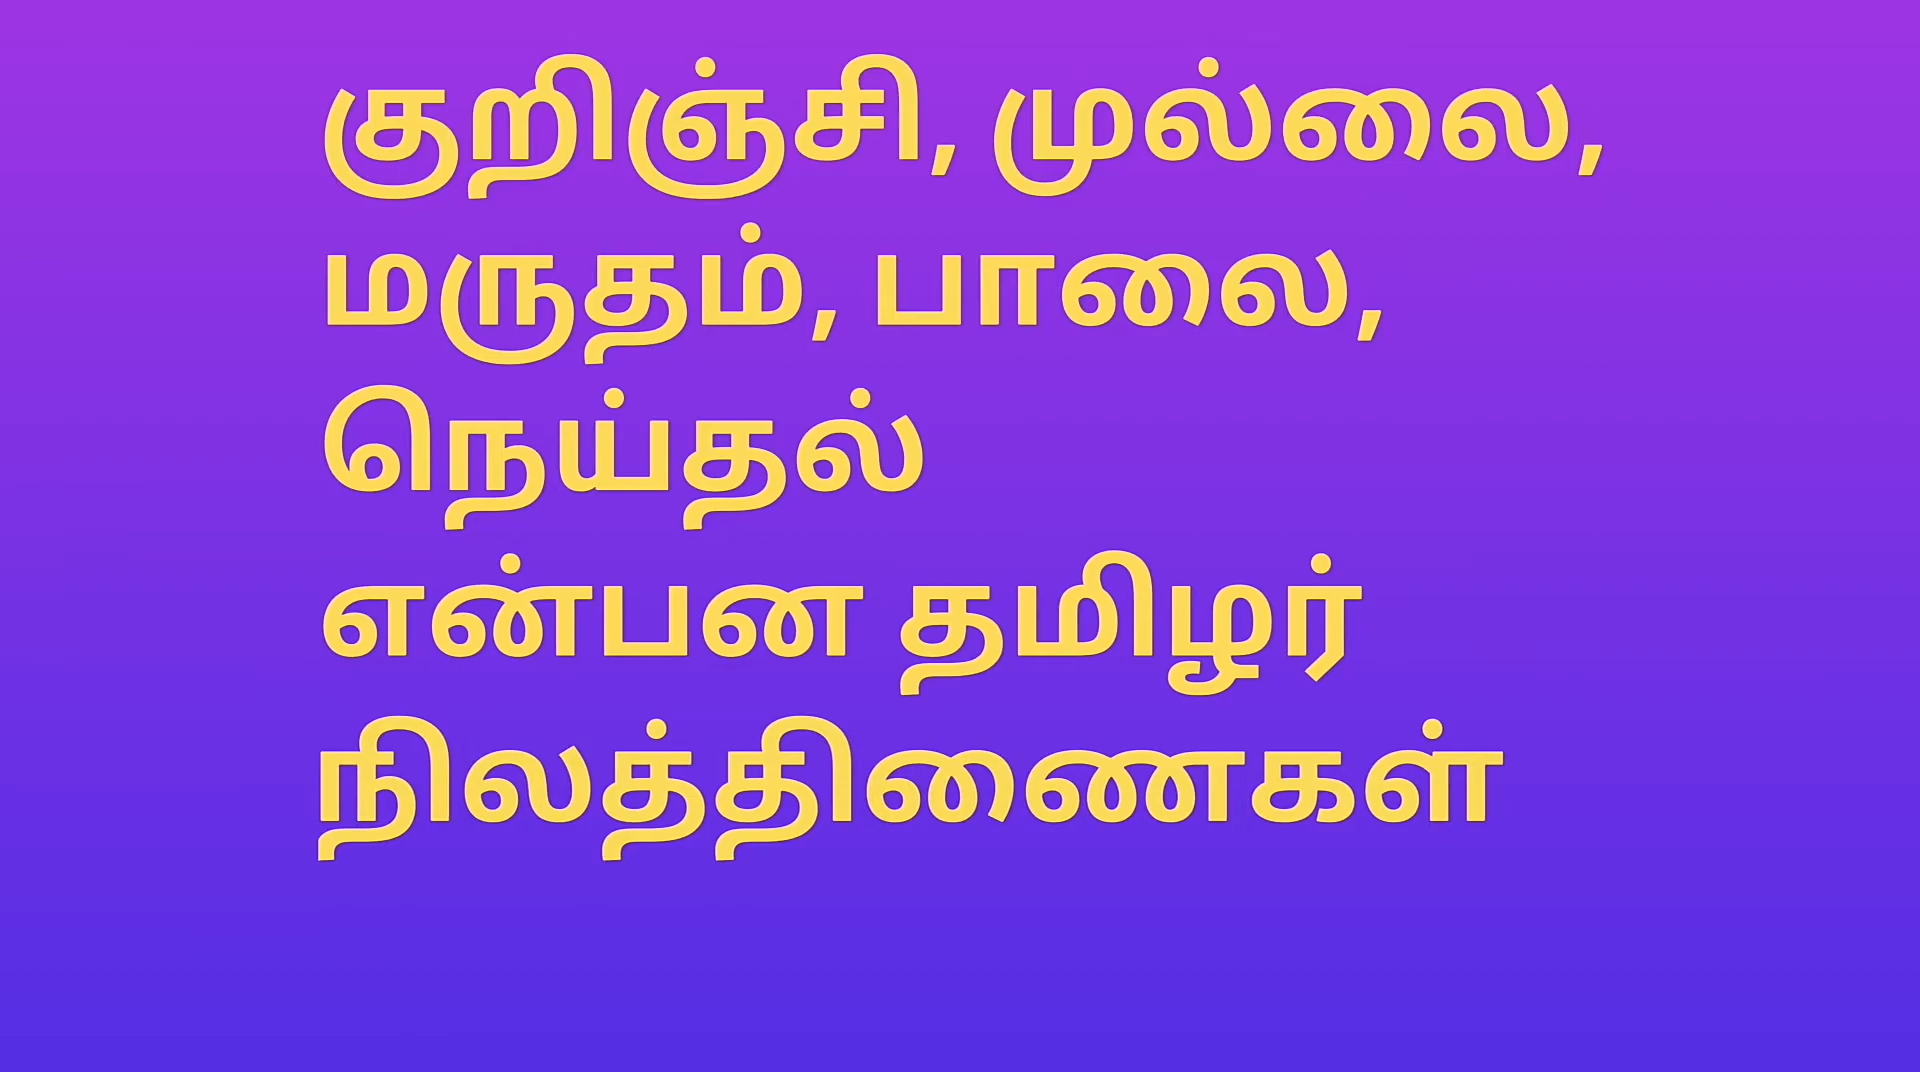 குறிஞ்சி, முல்லை,
மருதம், பாலை,
நெய்தல்
என்பன தமிழர்
நிலத்திணைகள்